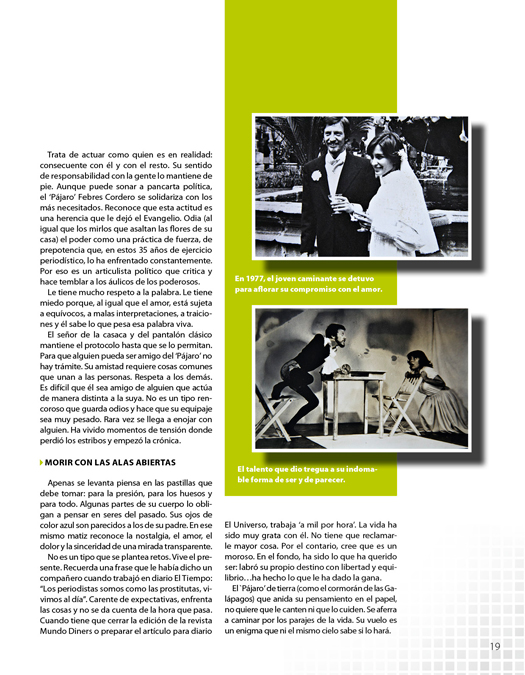 Trata de actuar como quien es en realidad:
consecuente con él y con el resto. Su sentido
de responsabilidad con la gente lo mantiene de
pie. Aunque puede sonar a pancarta política,
el ‘Pájaro’ Febres Cordero se solidariza con los
más necesitados. Reconoce que esta actitud es
una herencia que le dejó el Evangelio. Odia (al
igual que los mirlos que asaltan las flores de su
casa) el poder como una práctica de fuerza, de
prepotencia que, en estos 35 años de ejercicio
periodístico, lo ha enfrentado constantemente.
Por eso es un articulista político que critica y
hace temblar a los áulicos de los poderosos.
Le tiene mucho respeto a la palabra. Le tiene
miedo porque, al igual que el amor, está sujeta
a equívocos, a malas interpretaciones, a traicio-
nes y él sabe lo que pesa esa palabra viva.
El señor de la casaca y del pantalón clásico
mantiene el protocolo hasta que se lo permitan.
Para que alguien pueda ser amigo del ‘Pájaro’ no
hay trámite. Su amistad requiere cosas comunes
que unan a las personas. Respeta a los demás.
Es difícil que él sea amigo de alguien que actúa
de manera distinta a la suya. No es un tipo ren-
coroso que guarda odios y hace que su equipaje
sea muy pesado. Rara vez se llega a enojar con
alguien. Ha vivido momentos de tensión donde
perdió los estribos y empezó la crónica.
MORIR CON LAS ALAS ABIERTAS
Apenas se levanta piensa en las pastillas que
debe tomar: para la presión, para los huesos y
para todo. Algunas partes de su cuerpo lo obli-
gan a pensar en seres del pasado. Sus ojos de
color azul son parecidos a los de su padre. En ese
mismo matiz reconoce la nostalgia, el amor, el
dolor y la sinceridad de una mirada transparente.
No es un tipo que se plantea retos. Vive el pre-
sente. Recuerda una frase que le había dicho un
compañero cuando trabajó en diario El Tiempo:
“Los periodistas somos como las prostitutas, vi-
vimos al día”. Carente de expectativas, enfrenta
las cosas y no se da cuenta de la hora que pasa.
Cuando tiene que cerrar la edición de la revista
Mundo Diners o preparar el artículo para diario
En 1977, el joven caminante se detuvo
para aflorar su compromiso con el amor.
El talento que dio tregua a su indoma-
ble forma de ser y de parecer.
El Universo, trabaja ‘a mil por hora’. La vida ha
sido muy grata con él. No tiene que reclamar-
le mayor cosa. Por el contario, cree que es un
moroso. En el fondo, ha sido lo que ha querido
ser: labró su propio destino con libertad y equi-
librio…ha hecho lo que le ha dado la gana.
El `Pájaro’ de tierra (como el cormorán de las Ga-
lápagos) que anida su pensamiento en el papel,
no quiere que le canten ni que lo cuiden. Se aferra
a caminar por los parajes de la vida. Su vuelo es
un enigma que ni el mismo cielo sabe si lo hará.
19